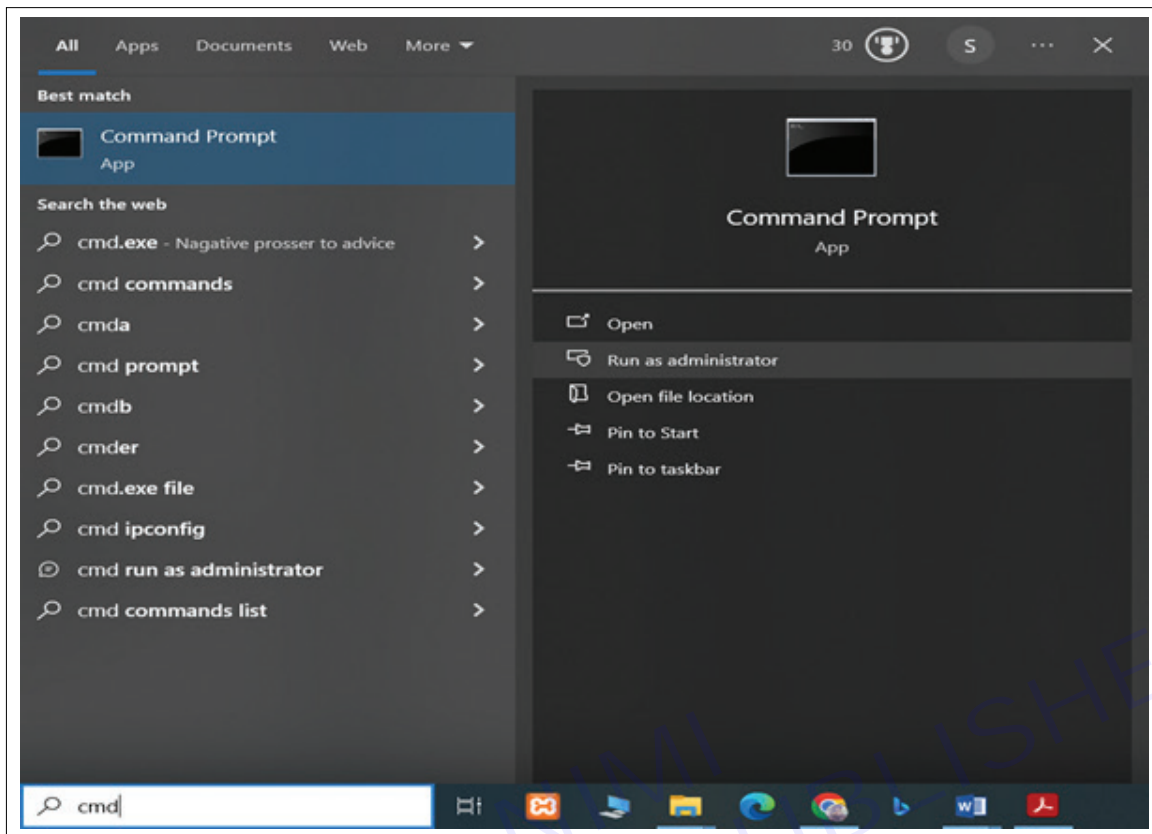 All Apps Documents Web More 30 S ... ×
Best match
Command Prompt
App
Search the web
cmd.exe - Nagative prosser to advice
cmd commands
cmda
cmd prompt
cmdb
cmder
cmd.exe file
cmd ipconfig
cmd run as administrator
cmd commands list
Command Prompt
App
Open
Run as administrator
Open file location
Pin to Start
Pin to taskbar
cmd
NIMI